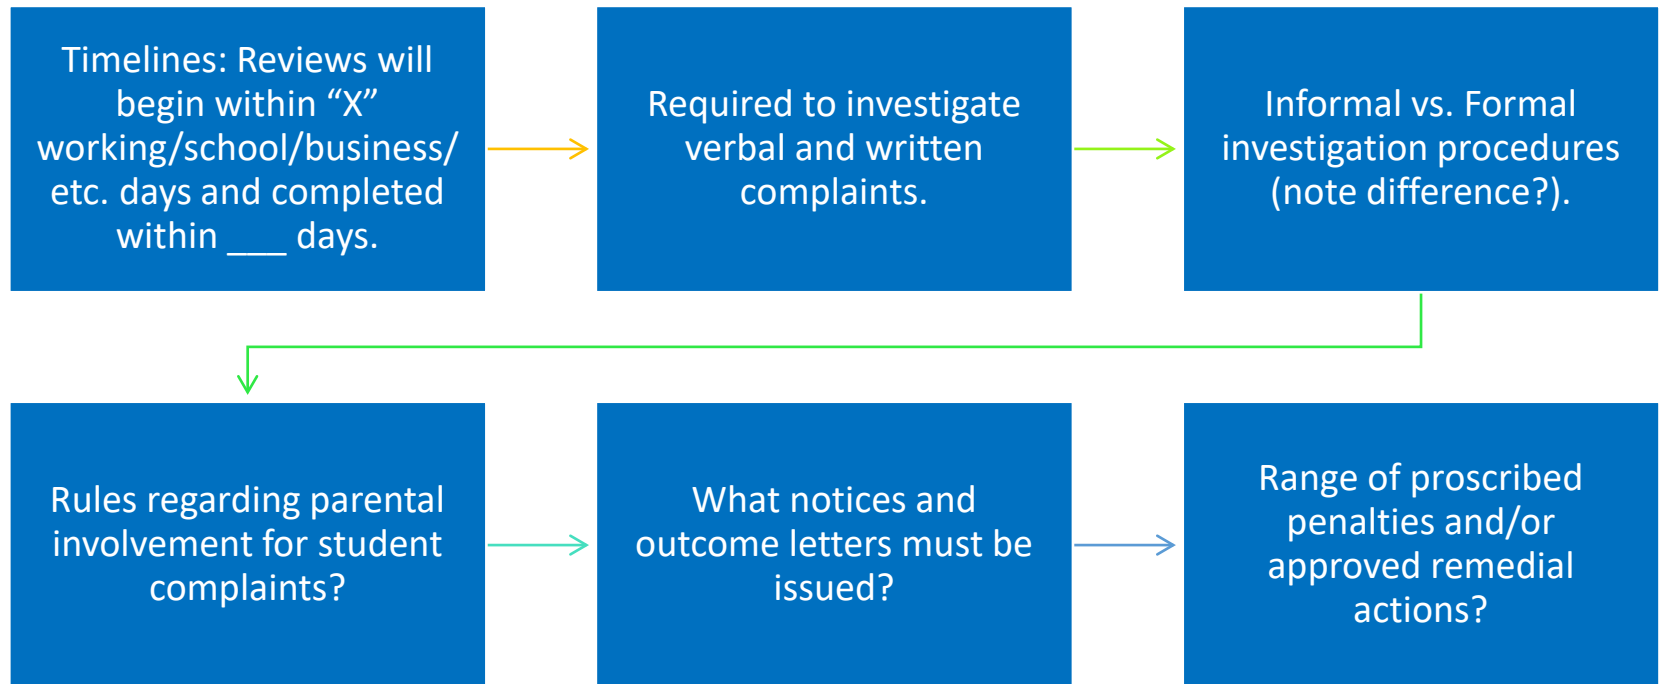 Timelines: Reviews will
begin within “X”
working/school/business/
etc. days and completed
within ___ days.
Required to investigate
verbal and written
complaints.
Informal vs. Formal
investigation procedures
(note difference?).
Rules regarding parental
involvement for student
complaints?
What notices and
outcome letters must be
issued?
Range of proscribed
penalties and/or
approved remedial
actions?